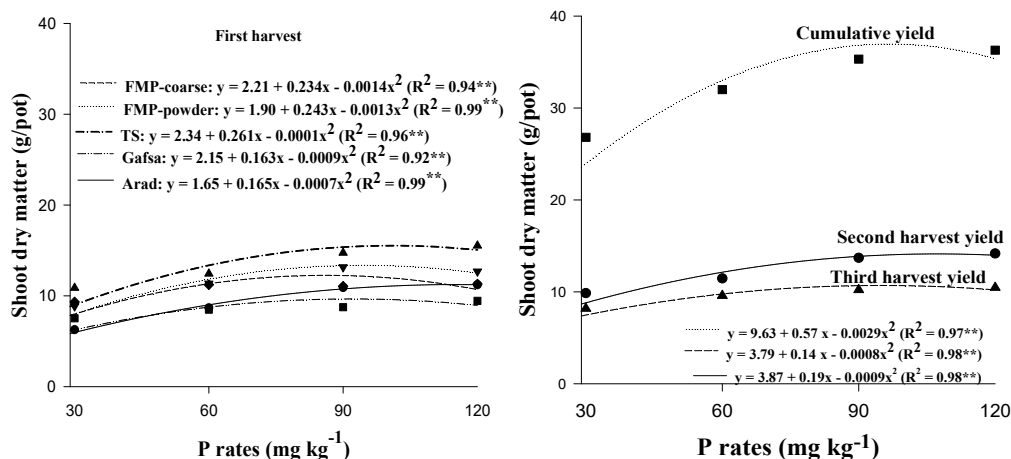 40
30
20
10
0
Shoot dry matter (g/pot)
First harvest
FMP-coarse: y = 2.21 + 0.234x - 0.0014x² (R² = 0.94**)
FMP-powder: y = 1.90 + 0.243x - 0.0013x² (R² = 0.99**)
TS: y = 2.34 + 0.261x - 0.0001x² (R² = 0.96**)
Gafsa: y = 2.15 + 0.163x - 0.0009x² (R² = 0.92**)
Arad: y = 1.65 + 0.165x - 0.0007x² (R² = 0.99**)
30 60 90 120
P rates (mg kg⁻¹)
40
30
20
10
0
Shoot dry matter (g/pot)
Cumulative yield
Second harvest yield
Third harvest yield
y = 9.63 + 0.57 x - 0.0029x² (R² = 0.97**)
y = 3.79 + 0.14 x - 0.0008x² (R² = 0.98**)
y = 3.87 + 0.19x - 0.0009x² (R² = 0.98**)
30 60 90 120
P rates (mg kg⁻¹)